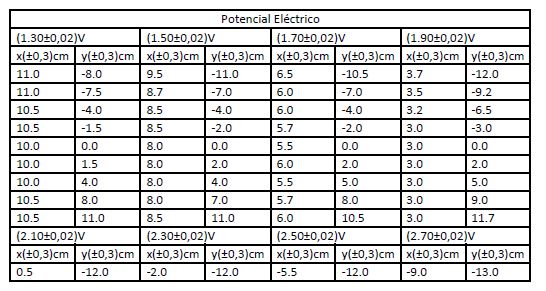 Potencial Eléctrico
(1.30±0,02)V (1.50±0,02)V (1.70±0,02)V (1.90±0,02)V
x(±0,3)cm y(±0,3)cm x(±0,3)cm y(±0,3)cm x(±0,3)cm y(±0,3)cm x(±0,3)cm y(±0,3)cm
11.0 -8.0 9.5 -11.0 6.5 -10.5 3.7 -12.0
11.0 -7.5 8.7 -7.0 6.0 -7.0 3.5 -9.2
10.5 -4.0 8.5 -4.0 6.0 -4.0 3.2 -6.5
10.5 -1.5 8.5 -2.0 5.7 -2.0 3.0 -3.0
10.0 0.0 8.0 0.0 5.5 0.0 3.0 0.0
10.0 1.5 8.0 2.0 6.0 2.0 3.0 2.0
10.0 4.0 8.0 4.0 5.5 5.0 3.0 5.0
10.5 8.0 8.0 7.0 5.7 8.0 3.0 9.0
10.5 11.0 8.5 11.0 6.0 10.5 3.0 11.7
(2.10±0,02)V (2.30±0,02)V (2.50±0,02)V (2.70±0,02)V
x(±0,3)cm y(±0,3)cm x(±0,3)cm y(±0,3)cm x(±0,3)cm y(±0,3)cm x(±0,3)cm y(±0,3)cm
0.5 -12.0 -2.0 -12.0 -5.5 -12.0 -9.0 -13.0